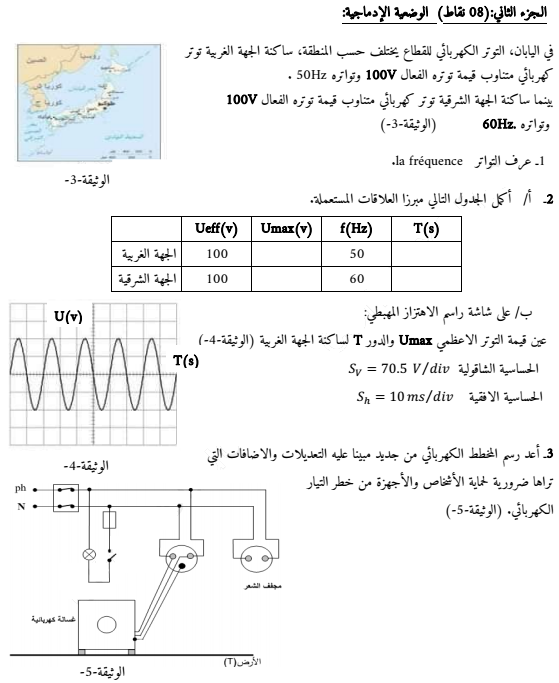 الجزء الثاني:(08 نقاط) الوضعية الإدماجية:
في اليابان، التوتر الكهربائي للقطاع يختلف حسب المنطقة، ساكنة الجهة الغربية توتر
كهربائي متناوب قيمة توتره الفعال 100V وتواتره 50Hz .
بينما ساكنة الجهة الشرقية توتر كهربائي متناوب قيمة توتره الفعال 100V
وتواتره .60Hz (الوثيقة-3-)
الصين
روسيا
الوثيقة-3-
1ـ عرف التواتر la fréquence.
2ـ أ/ أكمل الجدول التالي مبرزا العلاقات المستعملة.
Ueff(v) Umax(v) f(Hz) T(s)
الجهة الغربية 100 50
الجهة الشرقية 100 60
ب/ على شاشة راسم الاهتزاز المهبطي:
عين قيمة التوتر الاعظمي Umax والدور T لساكنة الجهة الغربية (الوثيقة-4-)
الحساسية الشاقولية S_V = 70.5 V/div
الحساسية الافقية S_h = 10 ms/div
U(v)
T(s)
الوثيقة-4-
3ـ أعد رسم المخطط الكهربائي من جديد مبينا عليه التعديلات والاضافات التي
تراها ضرورية لحماية الأشخاص والأجهزة من خطر التيار
الكهربائي. (الوثيقة-5-)
ph
N
مجفف الشعر
غسالة كهربائية
الأرض(T)
الوثيقة-5-